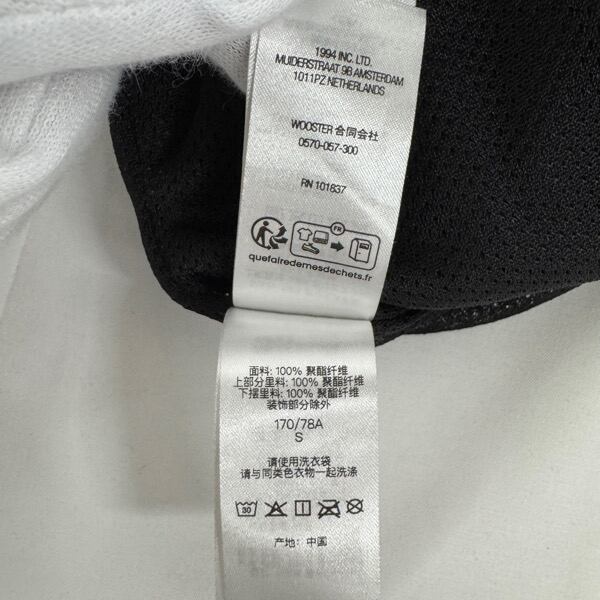 1994 INC. LTD.
MUIDERSTRAAT 9B AMSTERDAM
1011PZ NETHERLANDS
WOOSTER 合同会社
0570-057-300
RN 101837
FR
quefairedemesdechets.fr
面料: 100% 聚酯纤维
上部分里料: 100% 聚酯纤维
下摆里料: 100% 聚酯纤维
装饰部分除外
170/78A
S
请使用洗衣袋
请与同类色衣物一起洗涤
30
产地: 中国